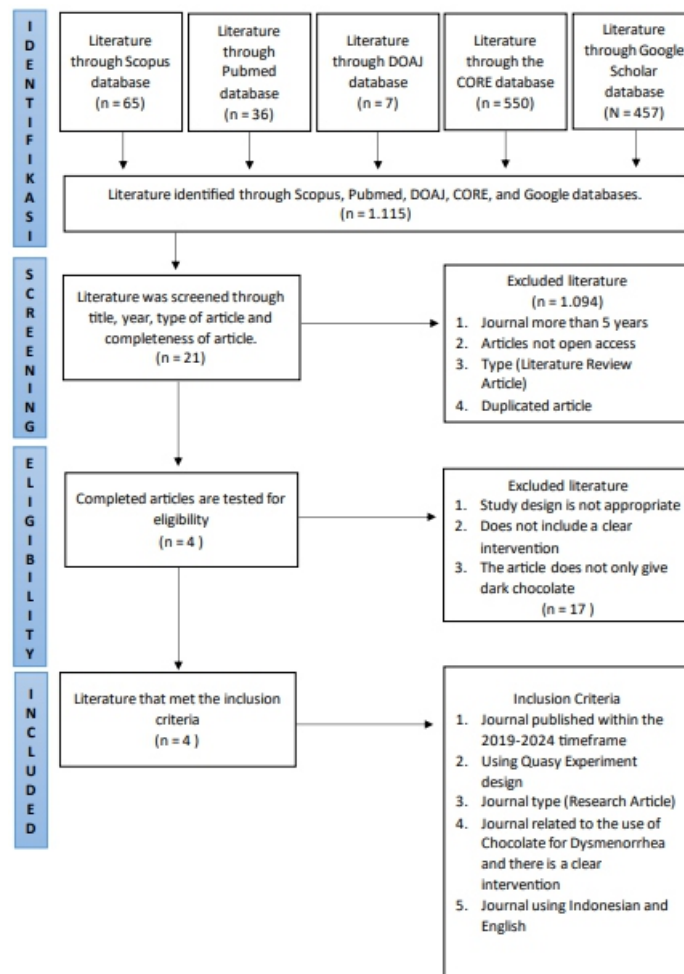 IDENTIFIKASI
Literature
through Scopus
database
(n = 65)
Literature
through
Pubmed
database
(n = 36)
Literature
through DOAJ
database
(n = 7)
Literature
through the
CORE database
(n = 550)
Literature
through Google
Scholar
database
(N = 457)
Literature identified through Scopus, Pubmed, DOAJ, CORE, and Google databases.
(n = 1.115)
SCREENING
Literature was screened through
title, year, type of article and
completeness of article.
(n = 21)
Excluded literature
(n = 1.094)
1. Journal more than 5 years
2. Articles not open access
3. Type (Literature Review
Article)
4. Duplicated article
ELIGIBILITY
Completed articles are tested for
eligibility
(n = 4 )
Excluded literature
1. Study design is not appropriate
2. Does not include a clear
intervention
3. The article does not only give
dark chocolate
(n = 17 )
INCLUDED
Literature that met the inclusion
criteria
(n = 4 )
Inclusion Criteria
1. Journal published within the
2019-2024 timeframe
2. Using Quasy Experiment
design
3. Journal type (Research Article)
4. Journal related to the use of
Chocolate for Dysmenorrhea
and there is a clear
intervention
5. Journal using Indonesian and
English